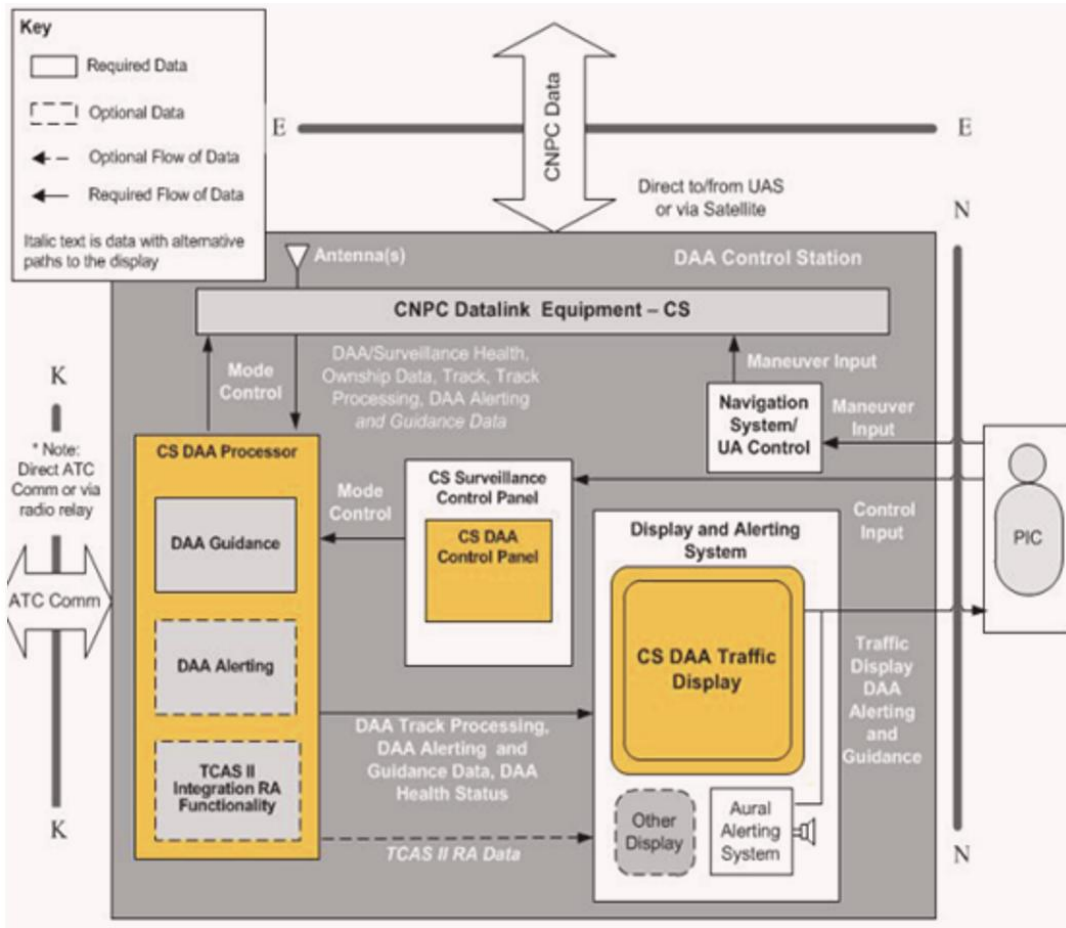 Key
Required Data
Optional Data
Optional Flow of Data
Required Flow of Data
Italic text is data with alternative
paths to the display
CNPC Data
E
E
Direct to/from UAS
or via Satellite
N
N
Antenna(s)
DAA Control Station
CNPC Datalink Equipment – CS
Mode
Control
DAA/Surveillance Health,
Ownship Data, Track, Track
Processing, DAA Alerting
and Guidance Data
Maneuver Input
Navigation
System/
UA Control
Maneuver
Input
K
* Note:
Direct ATC
Comm or via
radio relay
ATC Comm
K
CS DAA Processor
DAA Guidance
DAA Alerting
TCAS II
Integration RA
Functionality
Mode
Control
CS Surveillance
Control Panel
CS DAA
Control Panel
Control
Input
PIC
Display and Alerting
System
CS DAA Traffic
Display
Traffic
Display
DAA
Alerting
and
Guidance
DAA Track Processing,
DAA Alerting and
Guidance Data, DAA
Health Status
TCAS II RA Data
Other
Display
Aural
Alerting
System